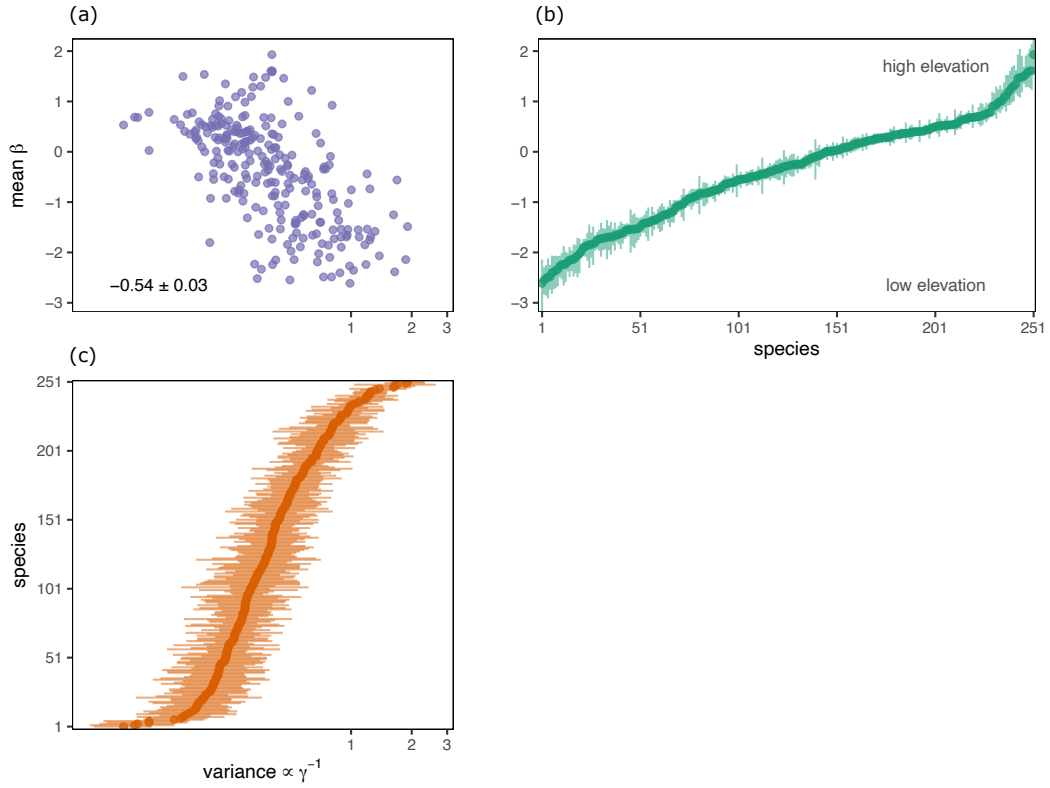 (a)
2
1
0
−1
−2
−3
mean β
−0.54 ± 0.03
1 2 3
(b)
2
1
0
−1
−2
−3
high elevation
low elevation
1 51 101 151 201 251
species
(c)
251
201
151
101
51
1
species
1 2 3
variance ∝ γ⁻¹